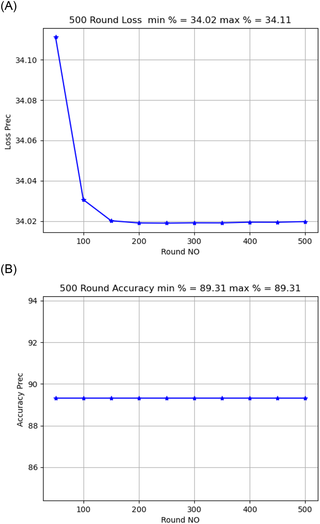 (A)
500 Round Loss  min % = 34.02 max % = 34.11
34.10
34.08
34.06
34.04
34.02
Loss Prec
100 200 300 400 500
Round NO
(B)
500 Round Accuracy min % = 89.31 max % = 89.31
94
92
90
88
86
Accuracy Prec
100 200 300 400 500
Round NO